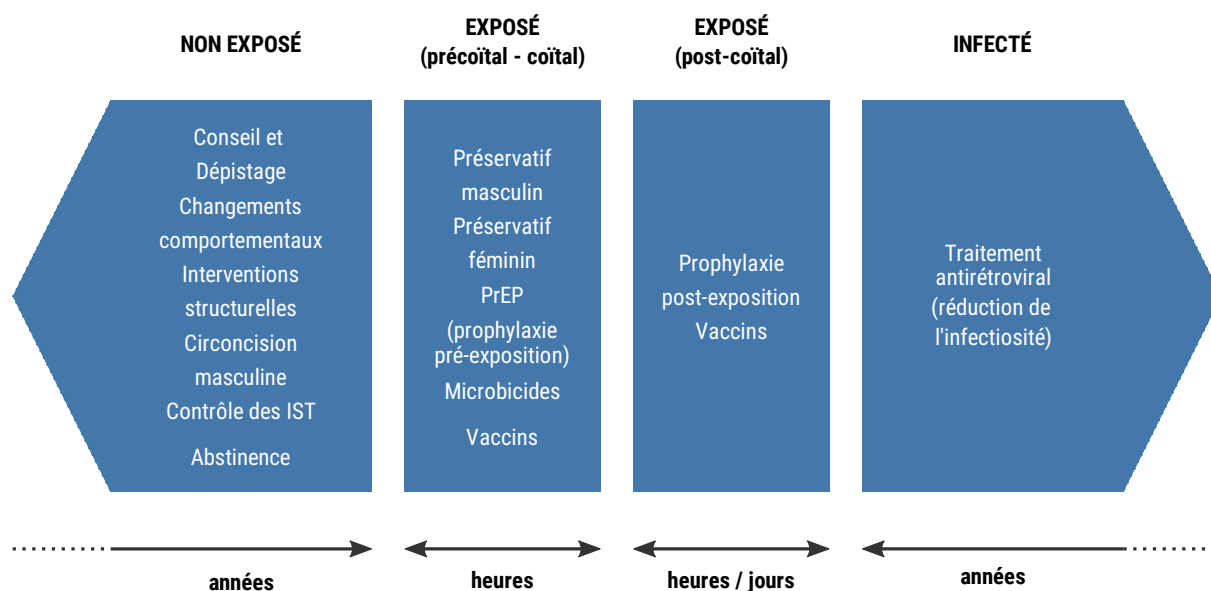 NON EXPOSÉ
EXPOSÉ
(précoïtal - coïtal)
EXPOSÉ
(post-coïtal)
INFECTÉ
Conseil et
Dépistage
Changements
comportementaux
Interventions
structurelles
Circoncision
masculine
Contrôle des IST
Abstinence
Préservatif
masculin
Préservatif
féminin
PrEP
(prophylaxie
pré-exposition)
Microbicides
Vaccins
Prophylaxie
post-exposition
Vaccins
Traitement
antirétroviral
(réduction de
l'infectiosité)
années
heures
heures / jours
années